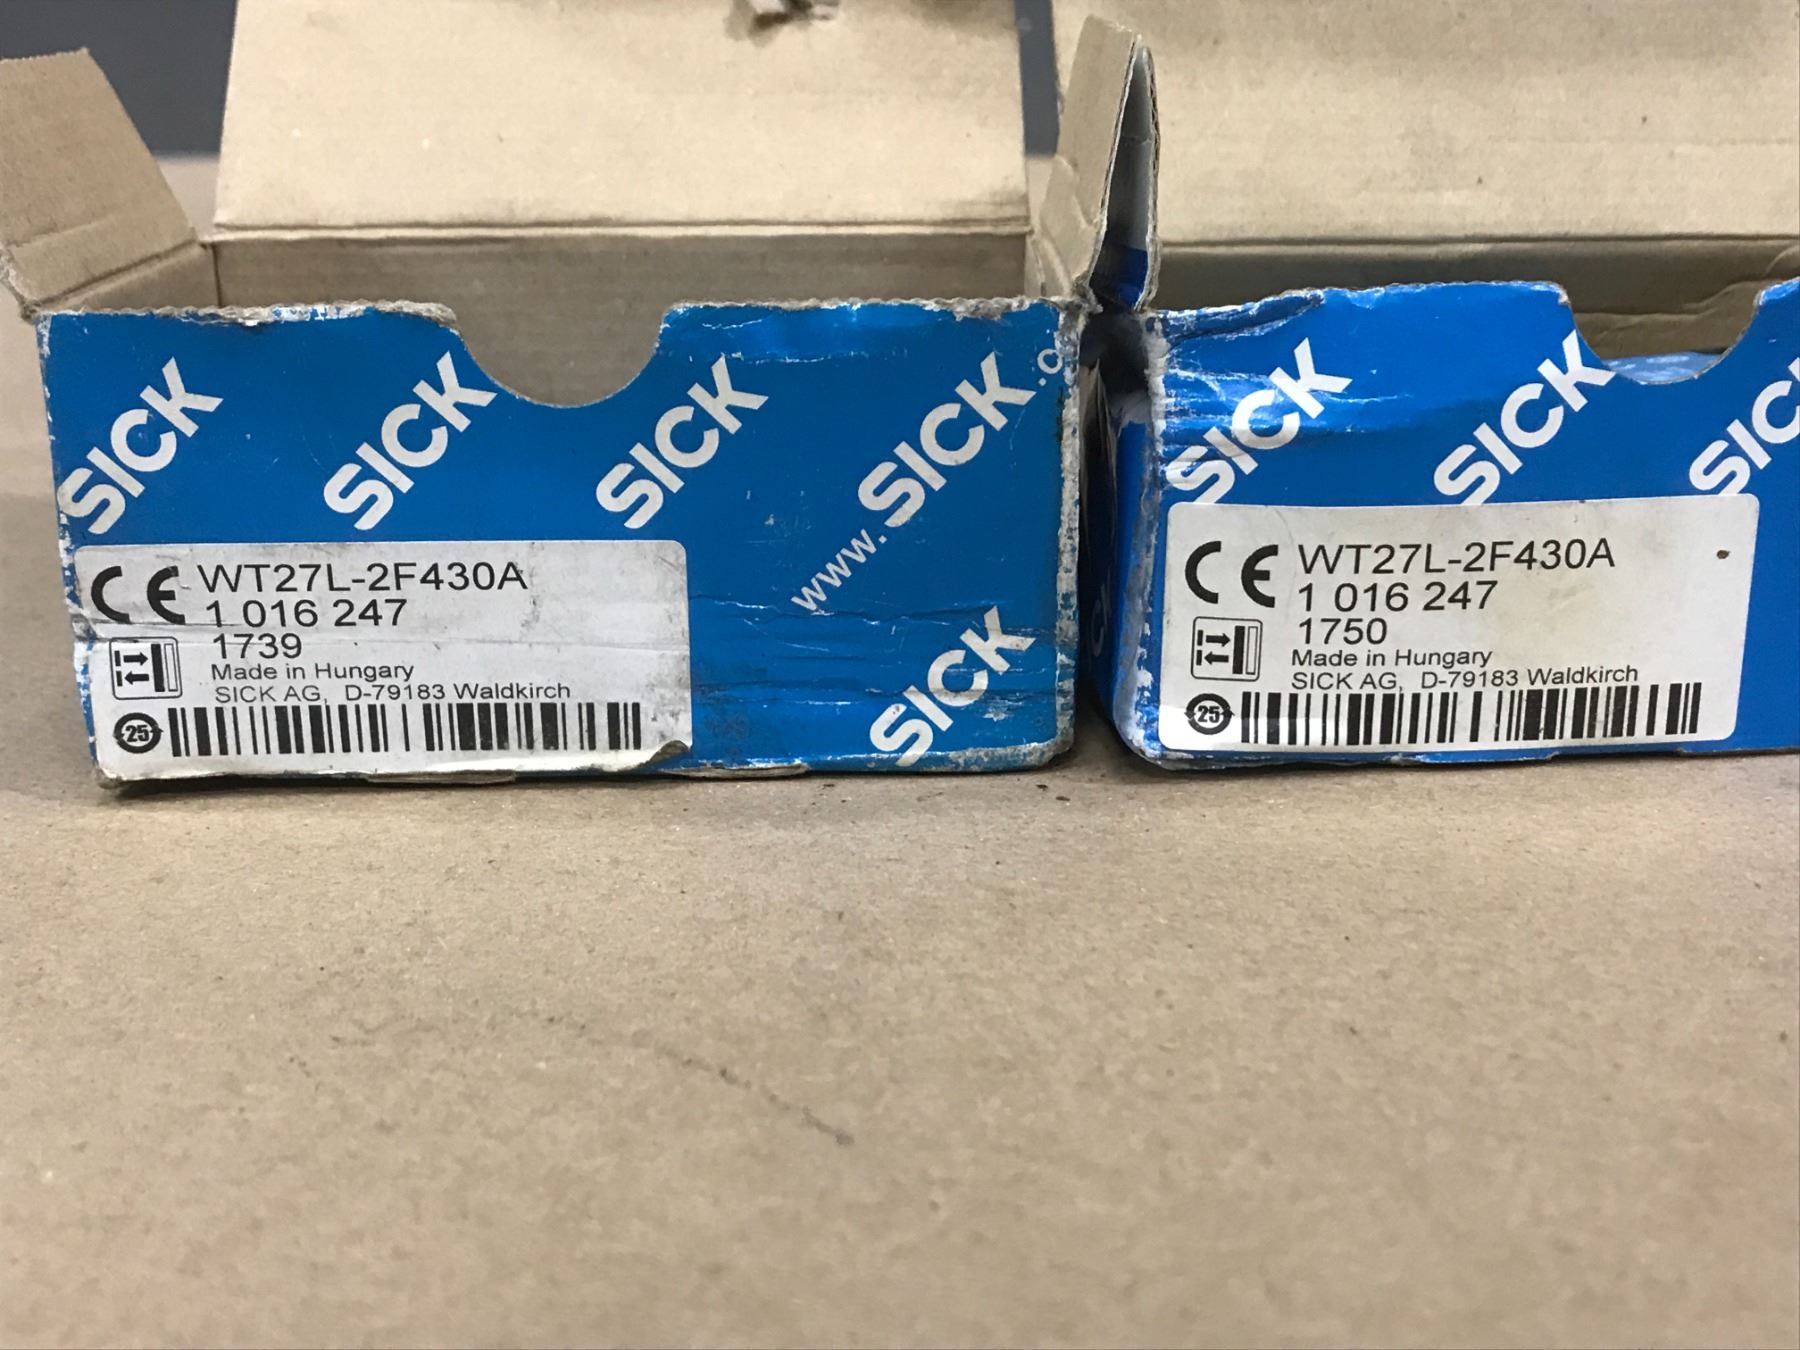 SICK
SICK
SICK
www.SICK.c
SICK
CE WT27L-2F430A
1 016 247
1739
Made in Hungary
SICK AG, D-79183 Waldkirch
25
SICK
SICK
SICK
CE WT27L-2F430A
1 016 247
1750
Made in Hungary
SICK AG, D-79183 Waldkirch
25